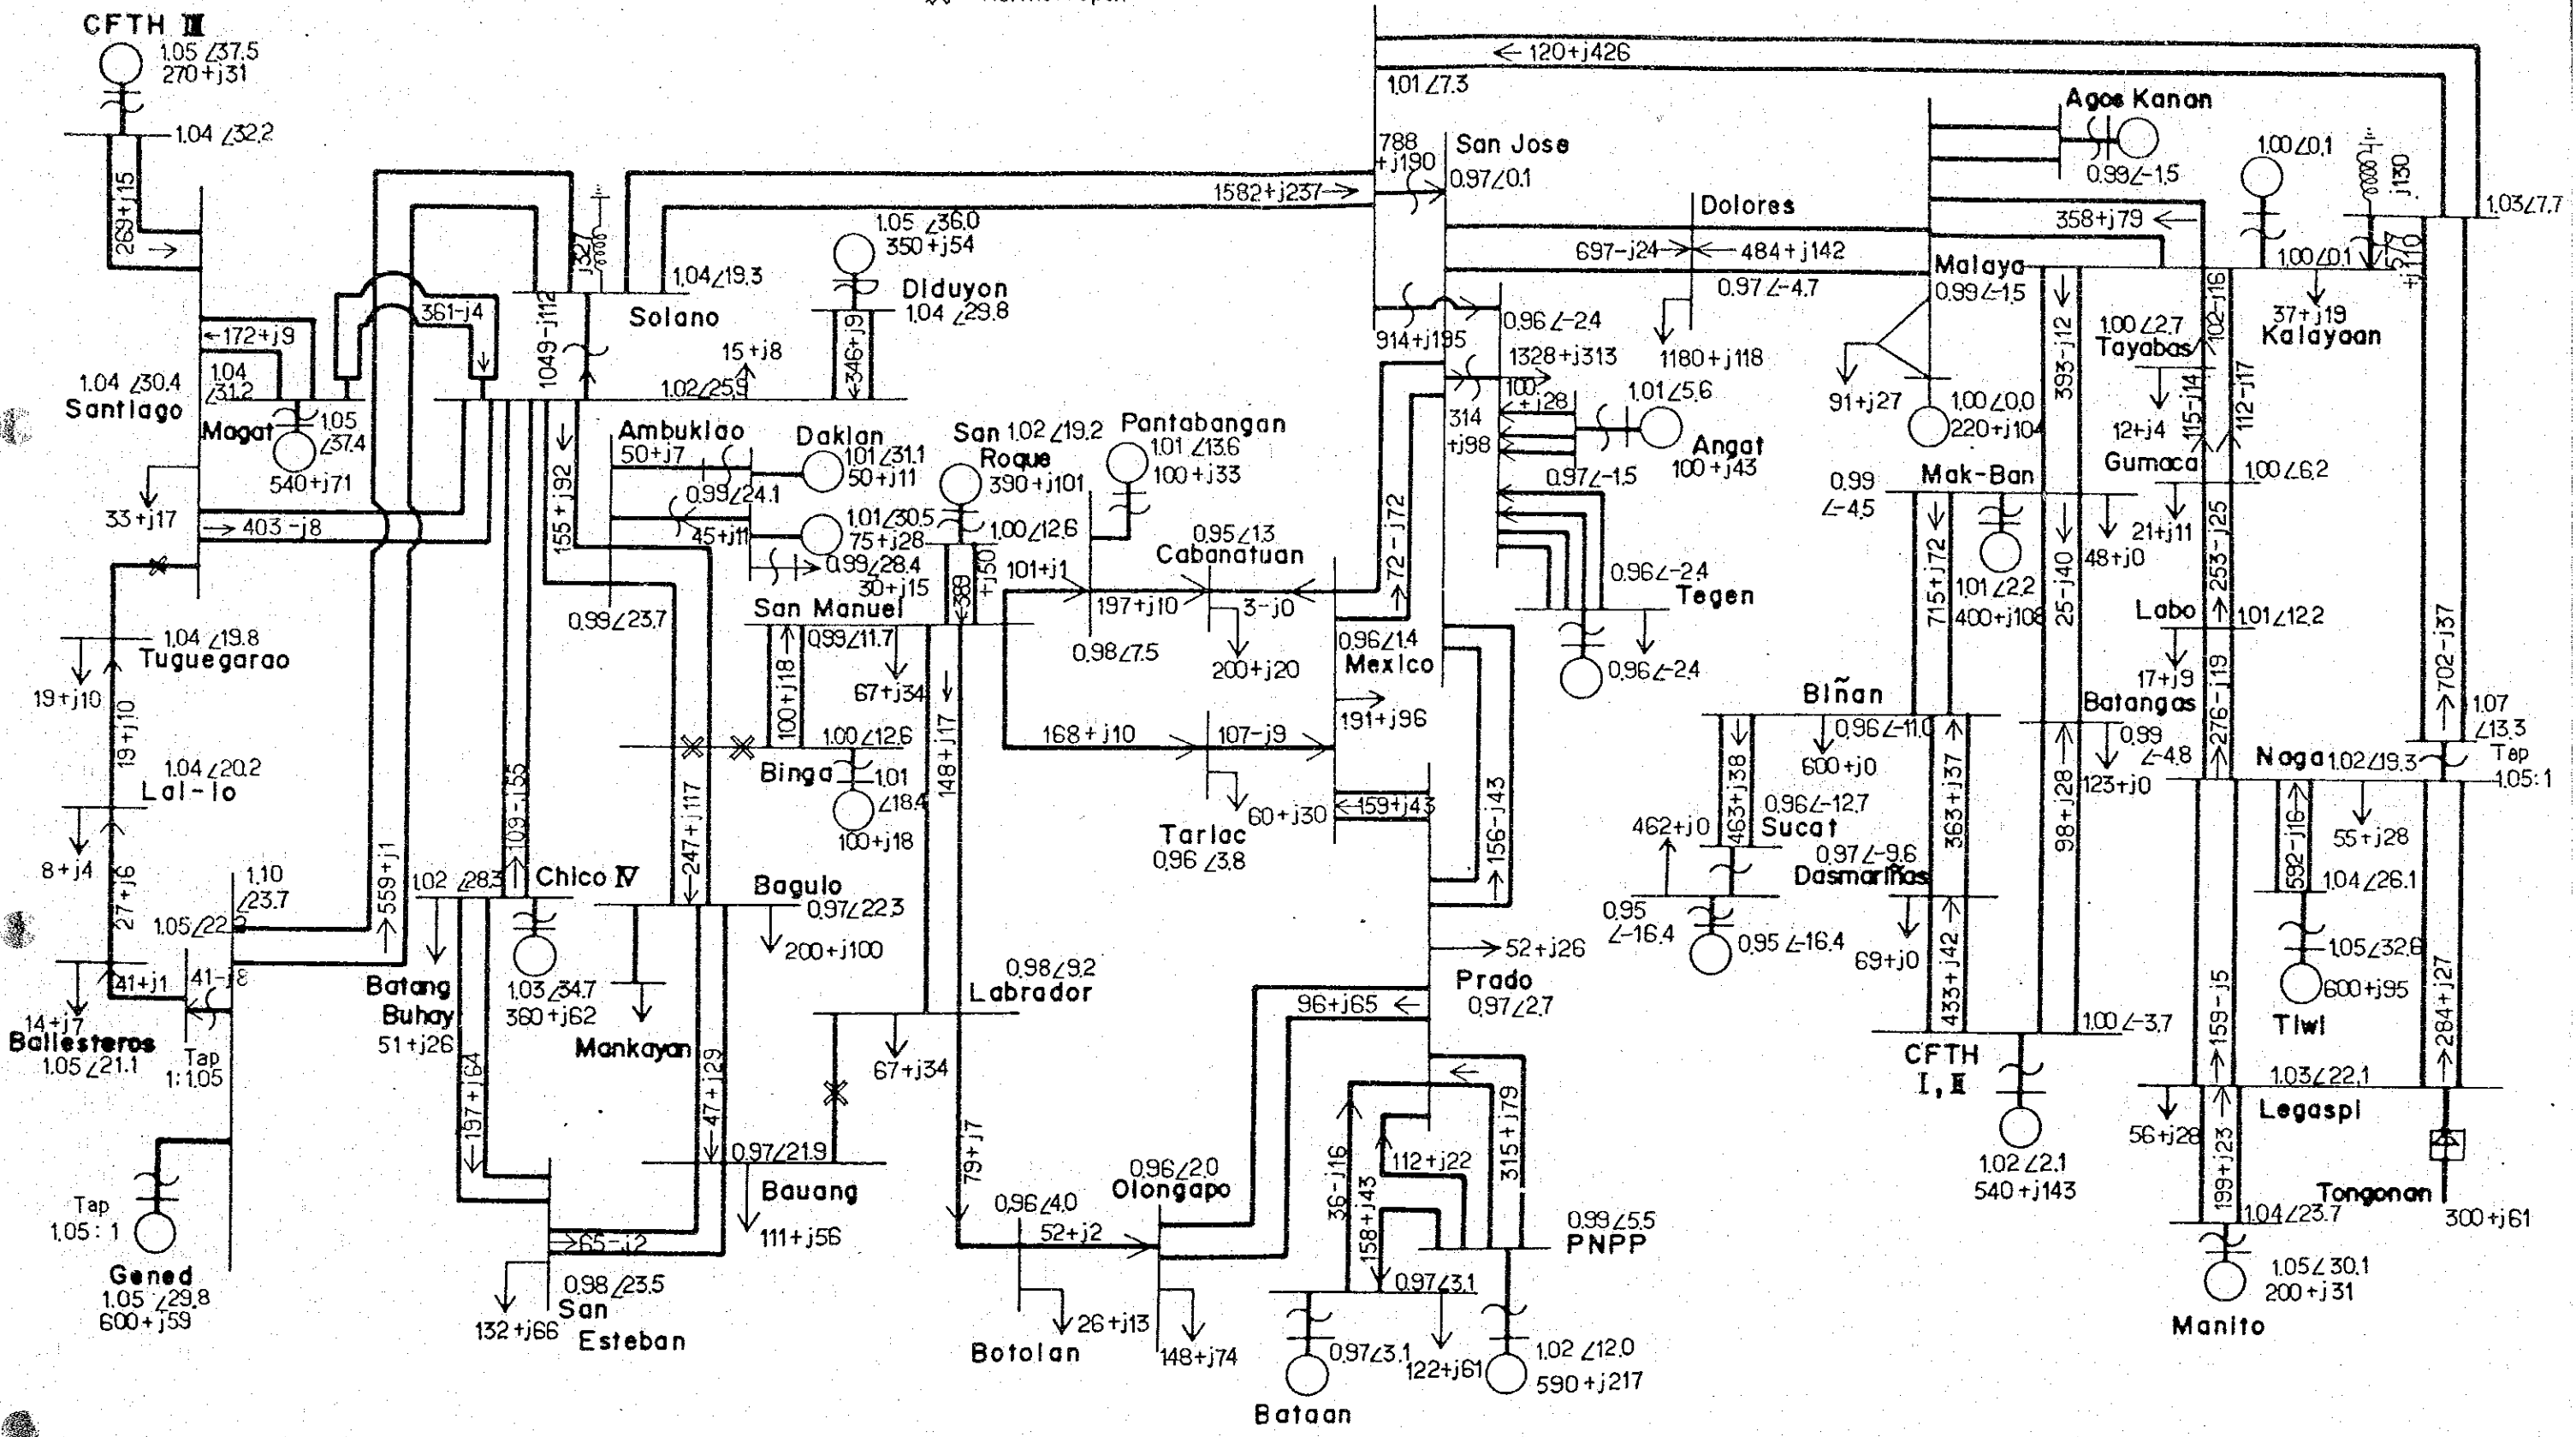 CFTH III
1.05 ∠37.5
270+j31
1.04 ∠32.2
269+j15
172+j9
1.04
∠31.2
1.04 ∠30.4
Santiago
Magat
1.05
∠37.4
540+j71
33+j17
403-j8
361-j4
1.04 ∠19.8
Tuguegarao
19+j10
19+j10
1.04 ∠20.2
Lal-lo
8+j4
27+j6
1.10
∠23.7
41+j1
41-j8
14+j7
Ballesteros
1.05 ∠21.1
Tap
1:1.05
559+j1
Tap
1.05:1
Gened
1.05 ∠29.8
600+j59
j327
1.04∠19.3
Solano
1049-j112
1.05 ∠36.0
350+j54
Diduyon
1.04 ∠29.8
346+j9
15+j8
1.02∠25.9
155+j92
Ambuklao
50+j7
0.99∠24.1
45+j11
0.99∠23.7
Daklan
1.01∠31.1
50+j11
1.01∠30.5
75+j28
0.99∠28.4
30+j15
109-j55
247+j117
1.02 ∠28.3
Chico IV
1.03∠34.7
360+j62
Batang
Buhay
51+j26
197+j64
Baguio
0.97∠22.3
200+j100
Mankayan
47+j29
0.97∠21.9
Bauang
111+j56
65-j2
0.98∠23.5
San
Esteban
132+j66
San
Roque
1.02 ∠19.2
390+j101
1.00∠12.6
389
+j50
San Manuel
0.99∠11.7
67+j34
100+j18
1.00∠12.6
Binga
1.01
∠18.4
100+j18
148+j17
0.98∠9.2
Labrador
67+j34
79+j7
0.96∠4.0
52+j2
26+j13
Botolan
0.96∠2.0
Olongapo
148+j74
Pantabangan
1.01 ∠13.6
100+j33
101+j1
0.98∠7.5
0.95∠1.3
Cabanatuan
197+j10
3-j0
200+j20
168+j10
107-j9
Tarlac
0.96 ∠3.8
60+j30
0.96∠1.4
Mexico
191+j96
72-j72
159+j43
156-j43
52+j26
Prado
0.97∠2.7
96+j65
36-j16
158+j43
112+j22
315+j79
0.99∠5.5
PNPP
0.97∠3.1
0.97∠3.1
122+j61
1.02 ∠12.0
590+j217
Bataan
1582+j237
120+j426
1.01∠7.3
788
+j190
San Jose
0.97∠0.1
914+j195
0.96∠-2.4
1328+j313
100
+j28
314
+j98
1.01∠5.6
Angat
100+j43
0.97∠-1.5
0.96∠-2.4
Tegen
0.96∠-2.4
Dolores
697-j24
484+j142
0.97∠-4.7
1180+j118
Malaya
0.99∠-1.5
91+j27
1.00∠0.0
220+j104
Agos Kanan
0.99∠-1.5
358+j79
1.00∠0.1
1.00∠0.1
37+j19
Kalayaan
j130
577
+j110
1.03∠7.7
393-j12
1.00∠2.7
Tayabas
12+j4
102-j16
115-j14
112-j17
Gumaca
1.00∠6.2
21+j11
253-j25
Labo
1.01∠12.2
17+j9
276-j19
0.99
∠-4.5
Mak-Ban
48+j0
1.01∠2.2
400+j108
715+j72
25-j40
Biñan
0.96∠-11.0
600+j0
463+j38
0.96∠-12.7
Sucat
462+j0
0.95
∠-16.4
0.95∠-16.4
0.97∠-9.6
Dasmariñas
363+j37
69+j0
433+j42
98+j28
Batangas
0.99
∠-4.8
123+j0
1.00∠-3.7
CFTH
I, II
1.02∠2.1
540+j143
702-j37
1.07
∠13.3
Tap
1.05:1
Naga
1.02∠19.3
55+j28
592-j16
1.04∠26.1
1.05∠32.6
600+j95
Tiwi
159-j5
284+j27
1.03∠22.1
Legaspi
56+j28
199+j23
1.04∠23.7
1.05∠30.1
200+j31
Manito
Tongonan
300+j61